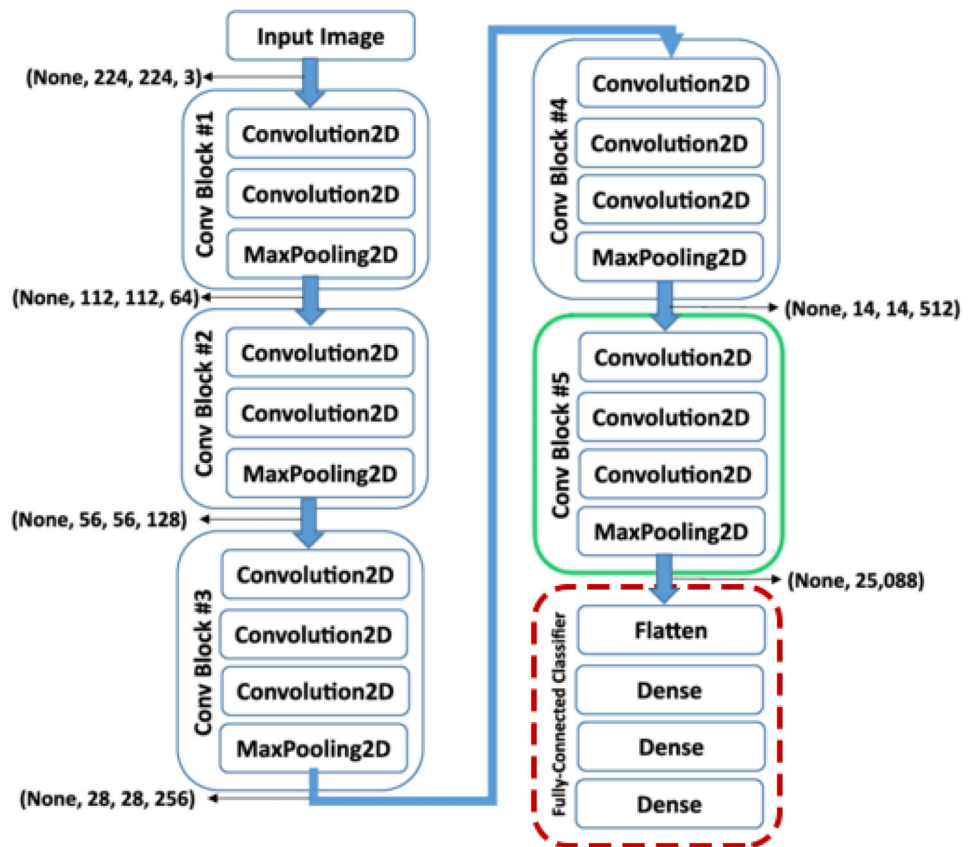 Input Image
(None, 224, 224, 3)
Conv Block #1
Convolution2D
Convolution2D
MaxPooling2D
(None, 112, 112, 64)
Conv Block #2
Convolution2D
Convolution2D
MaxPooling2D
(None, 56, 56, 128)
Conv Block #3
Convolution2D
Convolution2D
Convolution2D
MaxPooling2D
(None, 28, 28, 256)
Conv Block #4
Convolution2D
Convolution2D
Convolution2D
MaxPooling2D
(None, 14, 14, 512)
Conv Block #5
Convolution2D
Convolution2D
Convolution2D
MaxPooling2D
(None, 25,088)
Fully-Connected Classifier
Flatten
Dense
Dense
Dense